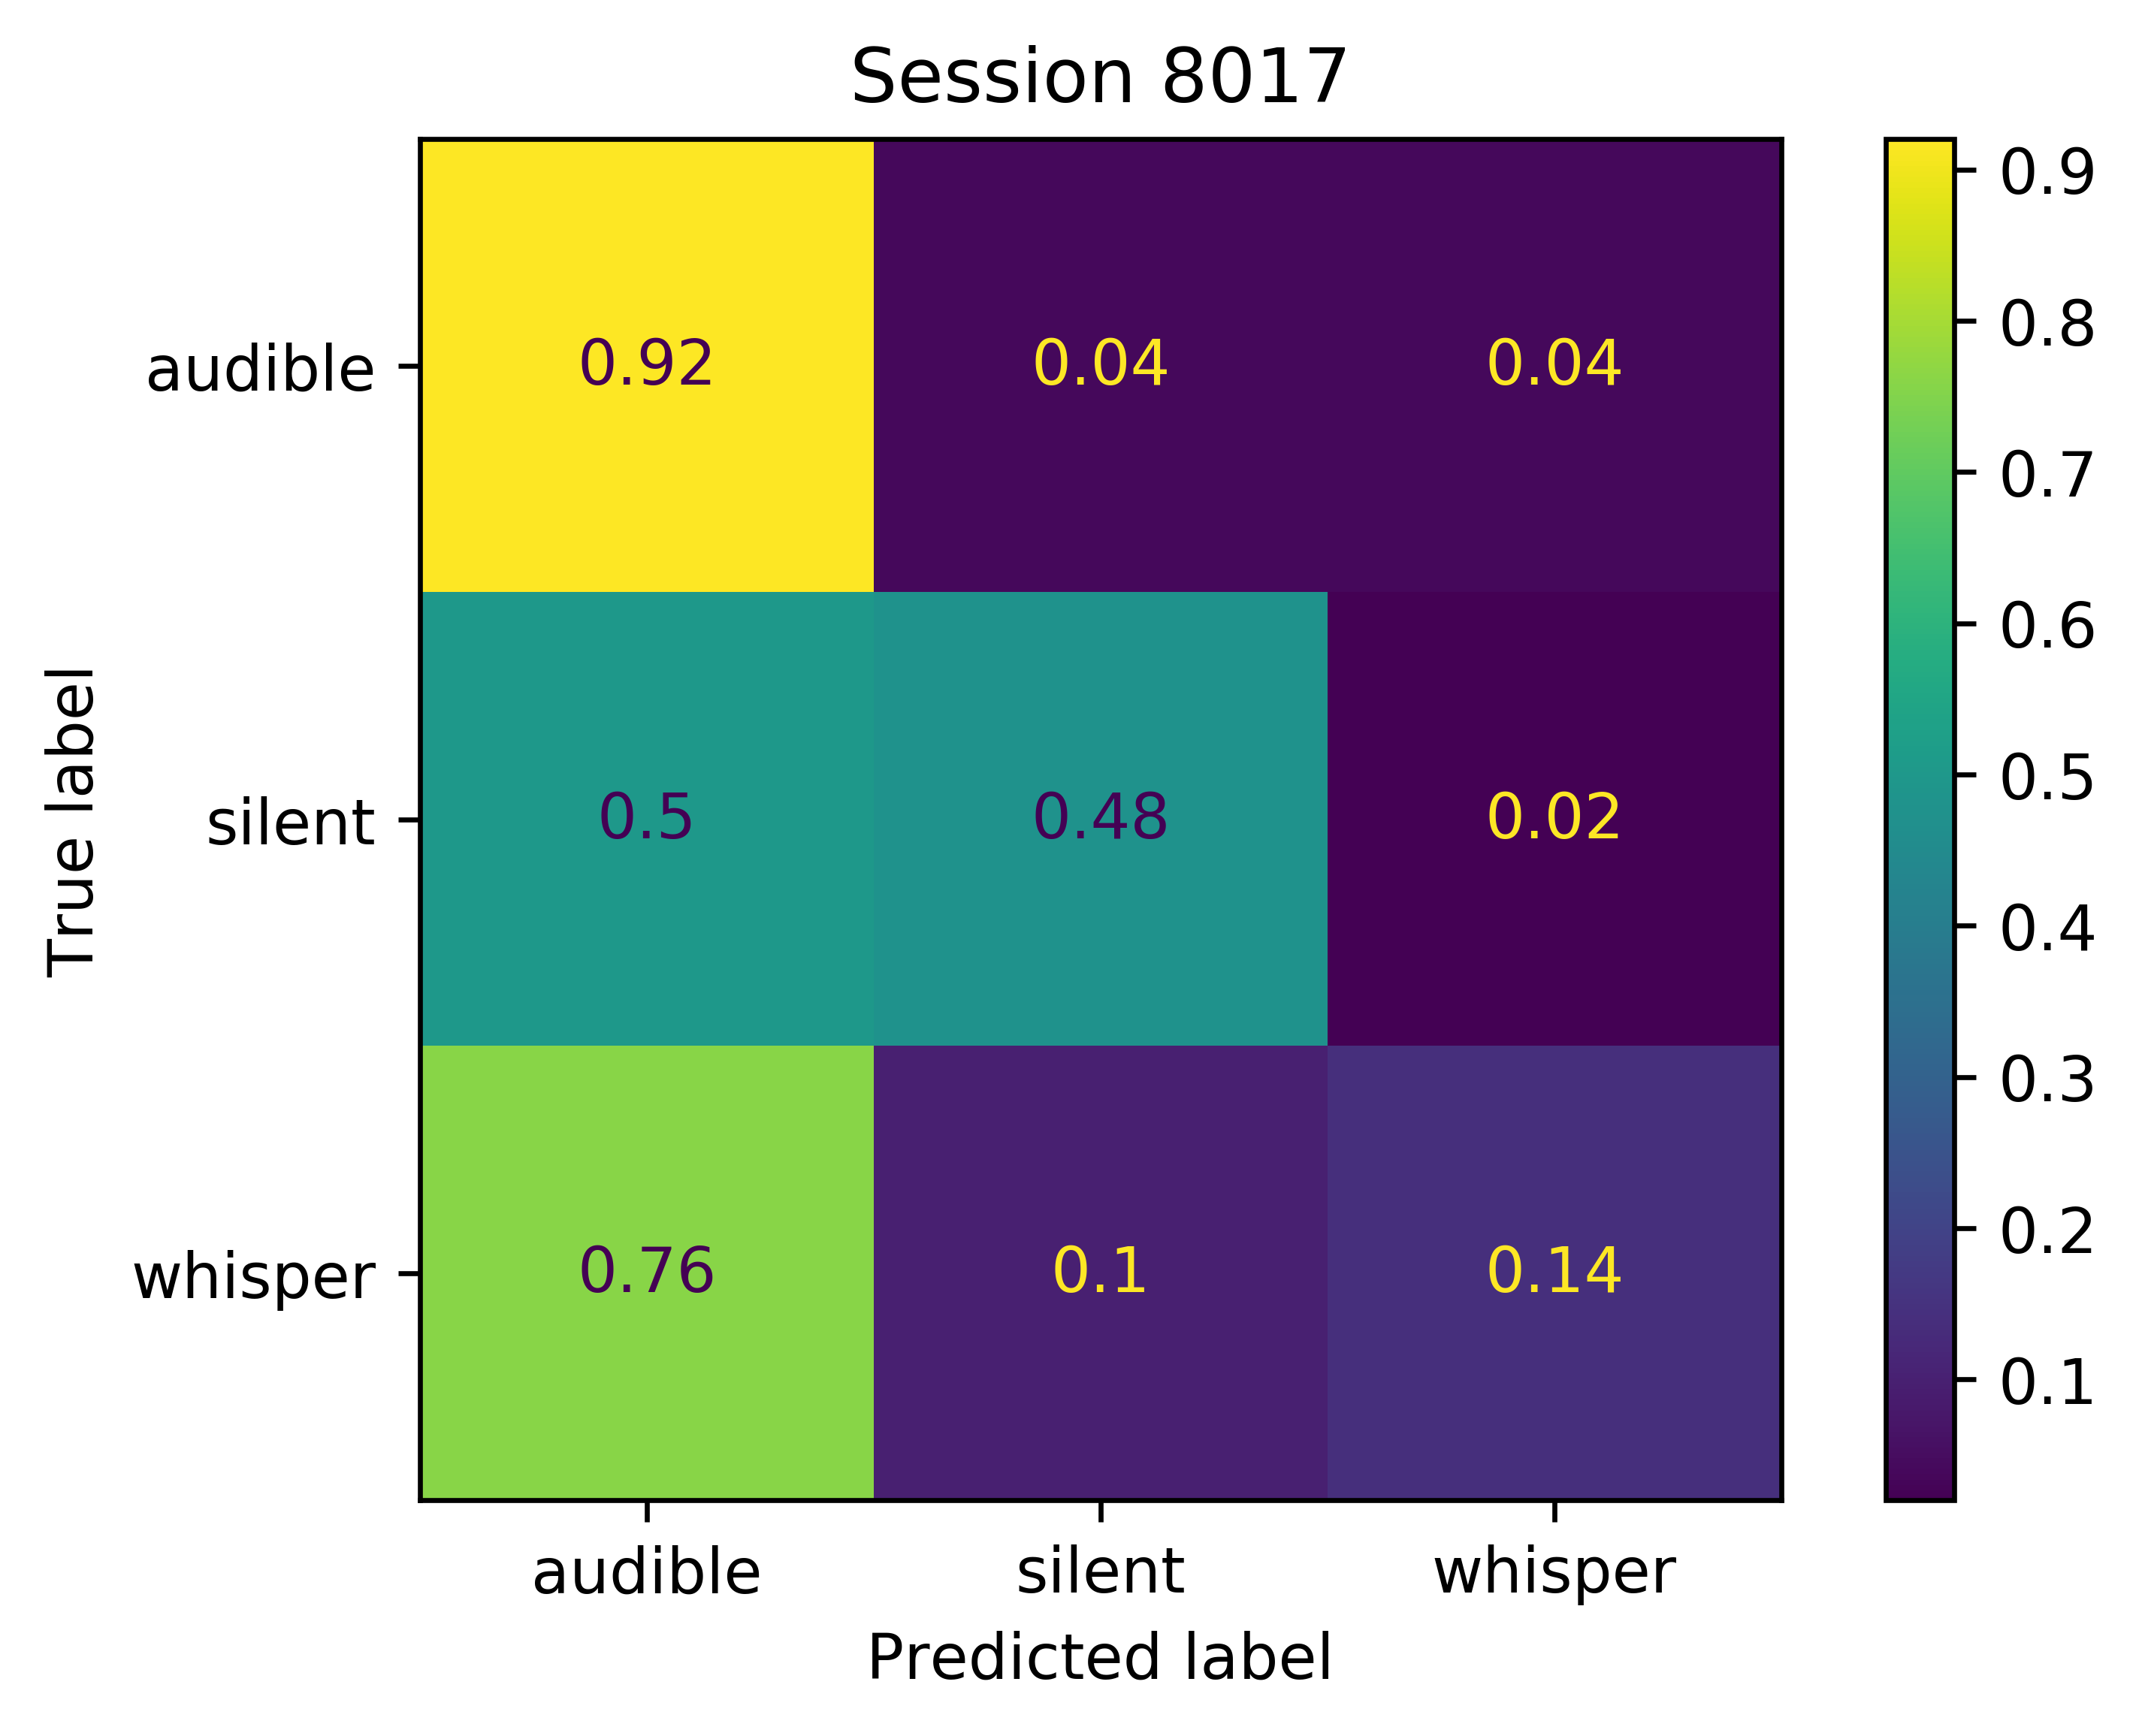 Session 8017
audible 0.92 0.04 0.04
silent 0.5 0.48 0.02
whisper 0.76 0.1 0.14
audible silent whisper
Predicted label
True label
0.9
0.8
0.7
0.6
0.5
0.4
0.3
0.2
0.1